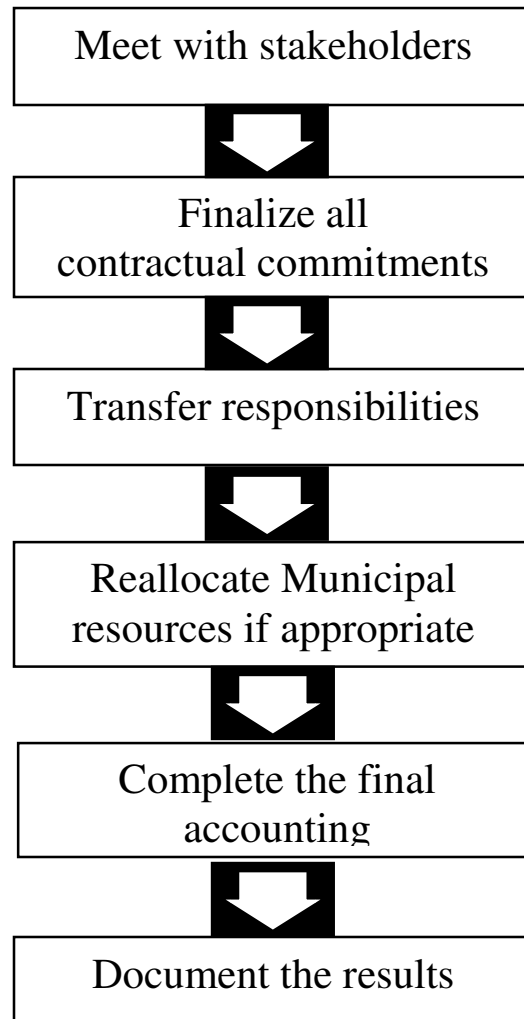 Meet with stakeholders
Finalize all
contractual commitments
Transfer responsibilities
Reallocate Municipal
resources if appropriate
Complete the final
accounting
Document the results